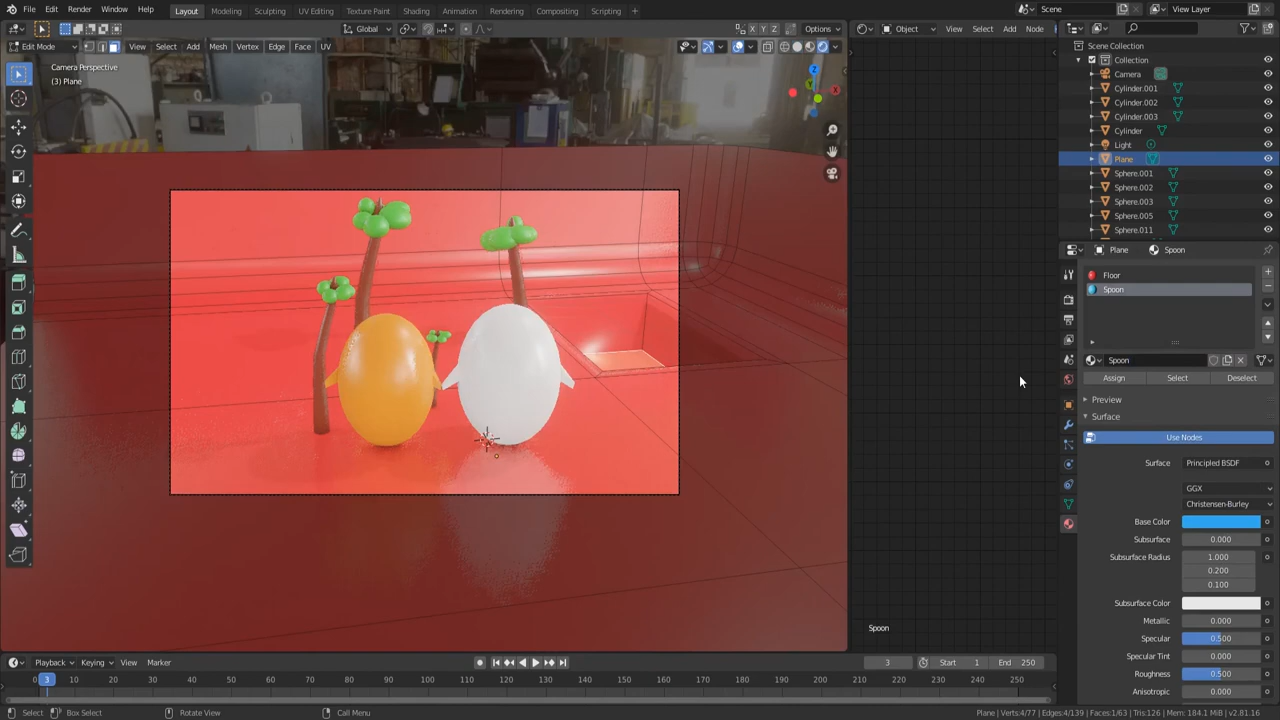 File Edit Render Window Help
Layout Modeling Sculpting UV Editing Texture Paint Shading Animation Rendering Compositing Scripting +
Scene View Layer
Global X Y Z Options
Object View Select Add Node
Edit Mode View Select Add Mesh Vertex Edge Face UV
Camera Perspective
(3) Plane
Z
Y
X
Spoon
Scene Collection
Collection
Camera
Cylinder.001
Cylinder.002
Cylinder.003
Cylinder
Light
Plane
Sphere.001
Sphere.002
Sphere.003
Sphere.005
Sphere.011
Plane Spoon
Floor
Spoon
Spoon
Assign Select Deselect
Preview
Surface
Use Nodes
Surface Principled BSDF
GGX
Christensen-Burley
Base Color
Subsurface 0.000
Subsurface Radius 1.000
0.200
0.100
Subsurface Color
Metallic 0.000
Specular 0.500
Specular Tint 0.000
Roughness 0.500
Anisotropic 0.000
Playback Keying View Marker 3 Start 1 End 250
0 3 10 20 30 40 50 60 70 80 90 100 110 120 130 140 150 160 170 180 190 200 210 220 230 240 250
Select Box Select Rotate View Call Menu Plane | Verts:4/77 | Edges:4/139 | Faces:1/63 | Tris:126 | Mem: 184.1 MiB | v2.81.16